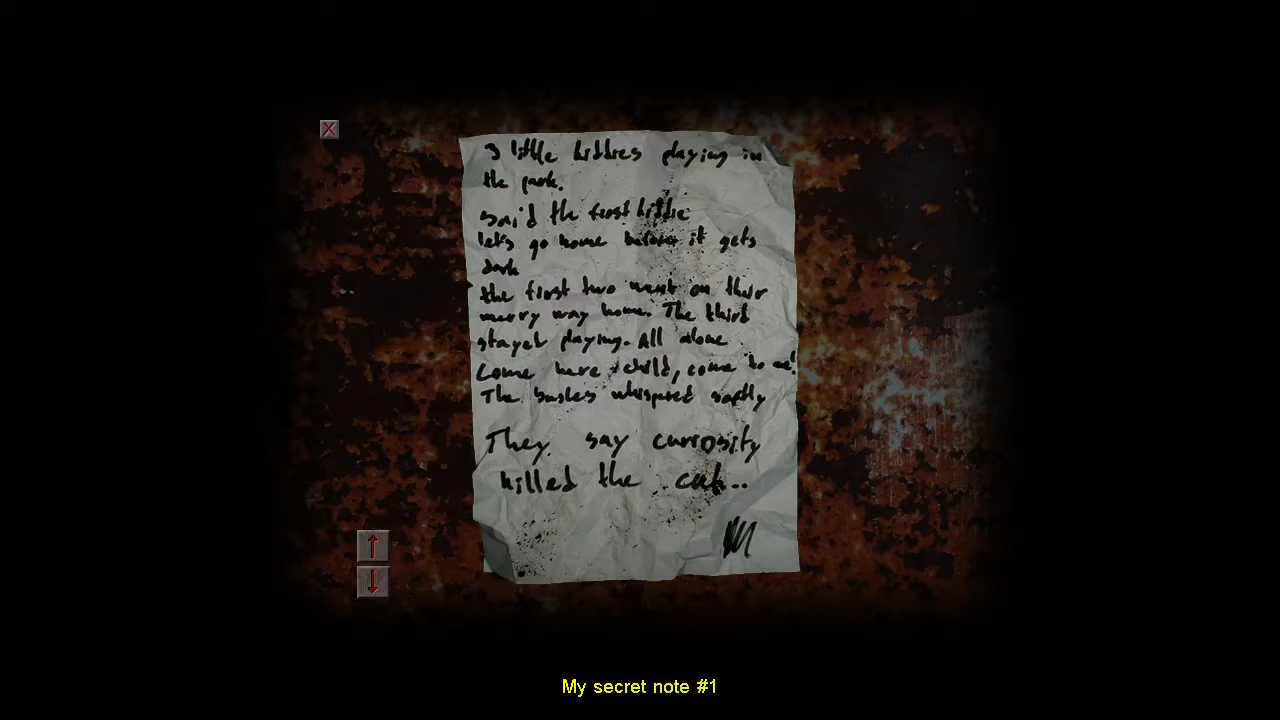 3 little kiddies playing in
the park.
Said the first kiddie
let's go home before it gets
dark
the first two went on their
merry way home. The third
stayed playing. All alone
Come here child, come to me!
The bushes whispered softly
They say curiosity
killed the cat..
X
My secret note #1